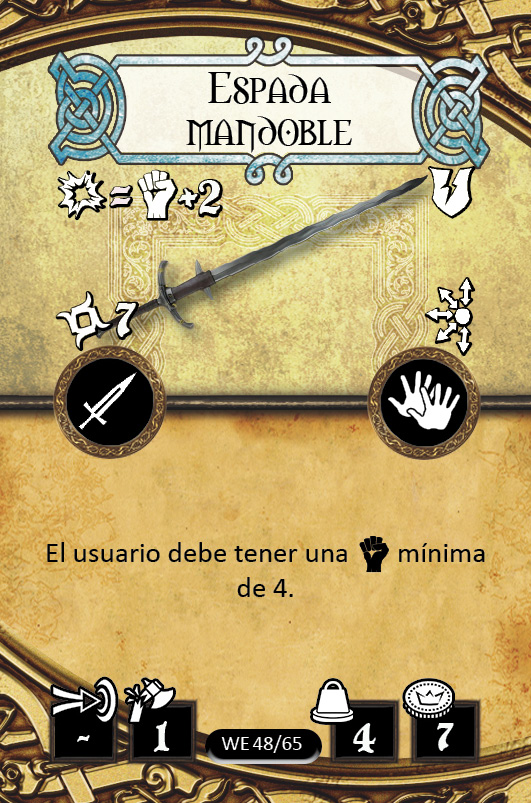 Espada
mandoble
= +2
7
El usuario debe tener una mínima
de 4.
- 1 WE 48/65 4 7